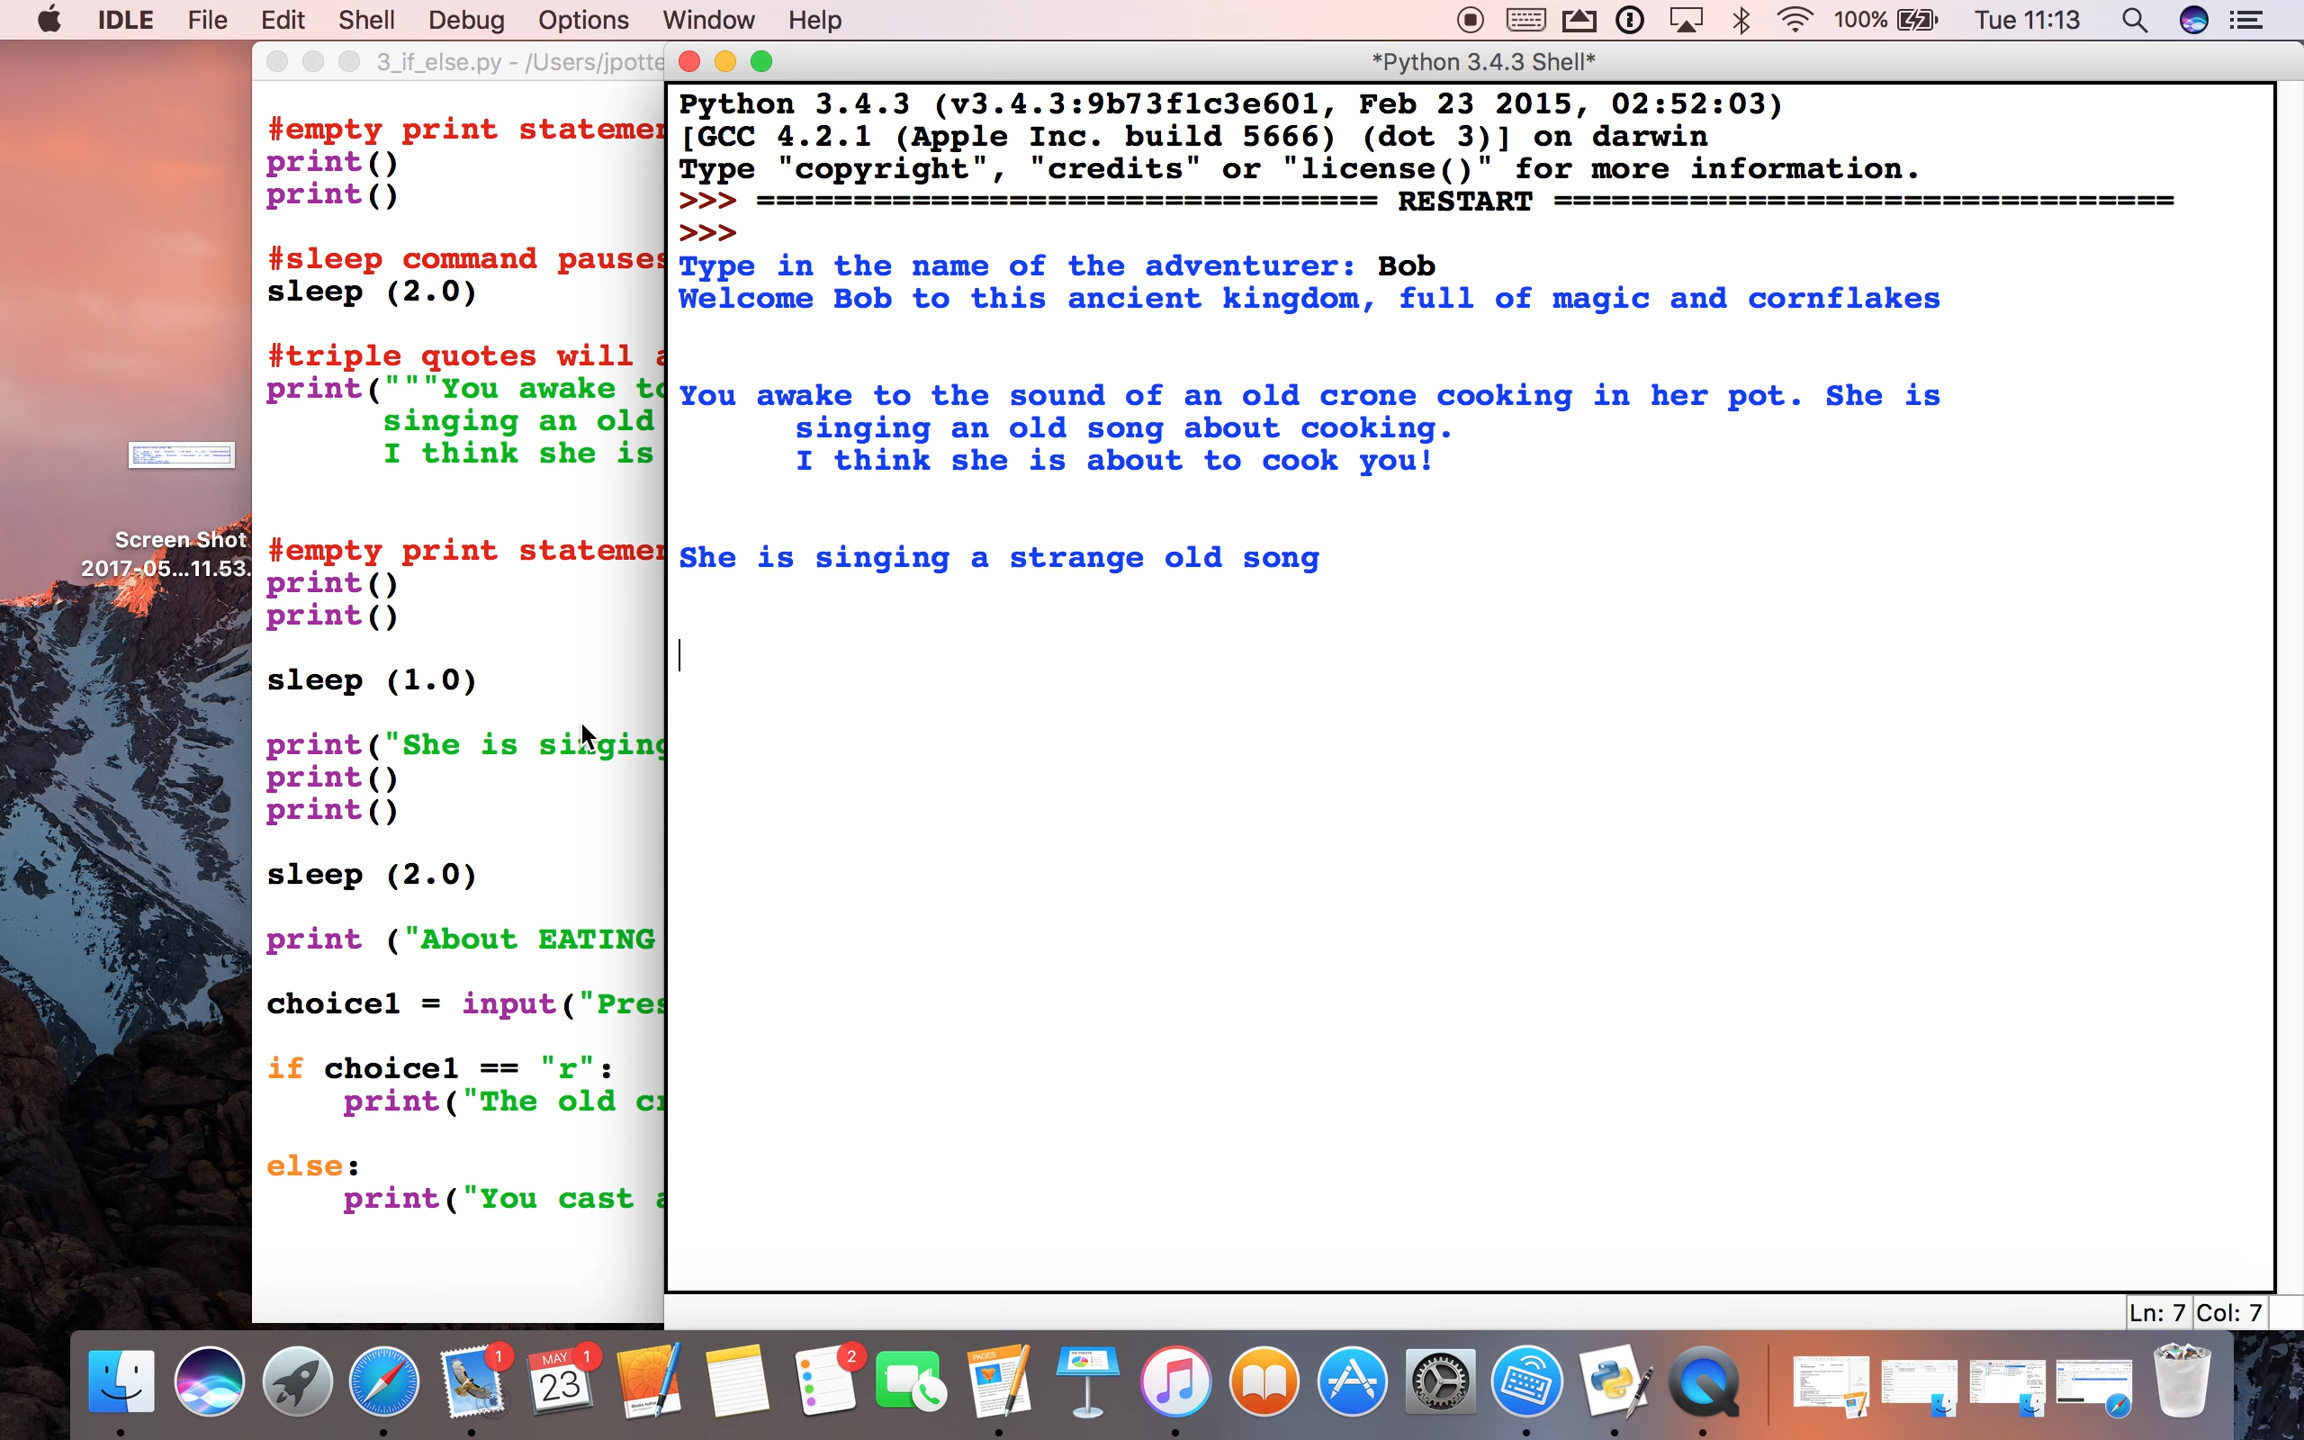 IDLE File Edit Shell Debug Options Window Help 100% Tue 11:13
3_if_else.py - /Users/jpotte
*Python 3.4.3 Shell*
#empty print
print()
print()
#sleep command pauses
sleep (2.0)
#triple quotes will
print("""You awake to
singing an old
I think she is
#empty print
print()
print()
sleep (1.0)
print("She is singing
print()
print()
sleep (2.0)
print ("About EATING
choice1 = input("Pres
if choice1 == "r":
print("The old
else:
print("You cast
Python 3.4.3 (v3.4.3:9b73f1c3e601, Feb 23 2015, 02:52:03)
[GCC 4.2.1 (Apple Inc. build 5666) (dot 3)] on darwin
Type "copyright", "credits" or "license()" for more information.
>>> ================================ RESTART ================================
>>>
Type in the name of the adventurer: Bob
Welcome Bob to this ancient kingdom, full of magic and cornflakes
You awake to the sound of an old crone cooking in her pot. She is
singing an old song about cooking.
I think she is about to cook you!
She is singing a strange old song
Ln: 7 Col: 7
Screen Shot
2017-05...11.53.
1
MAY
23
1
2
PAGES